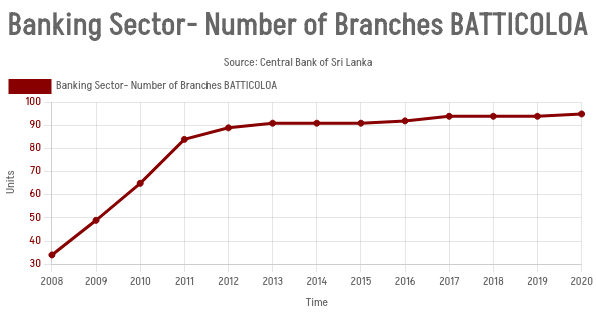 Banking Sector- Number of Branches BATTICOLOA
Source: Central Bank of Sri Lanka
Banking Sector- Number of Branches BATTICOLOA
100
90
80
70
60
50
40
30
Units
2008 2009 2010 2011 2012 2013 2014 2015 2016 2017 2018 2019 2020
Time